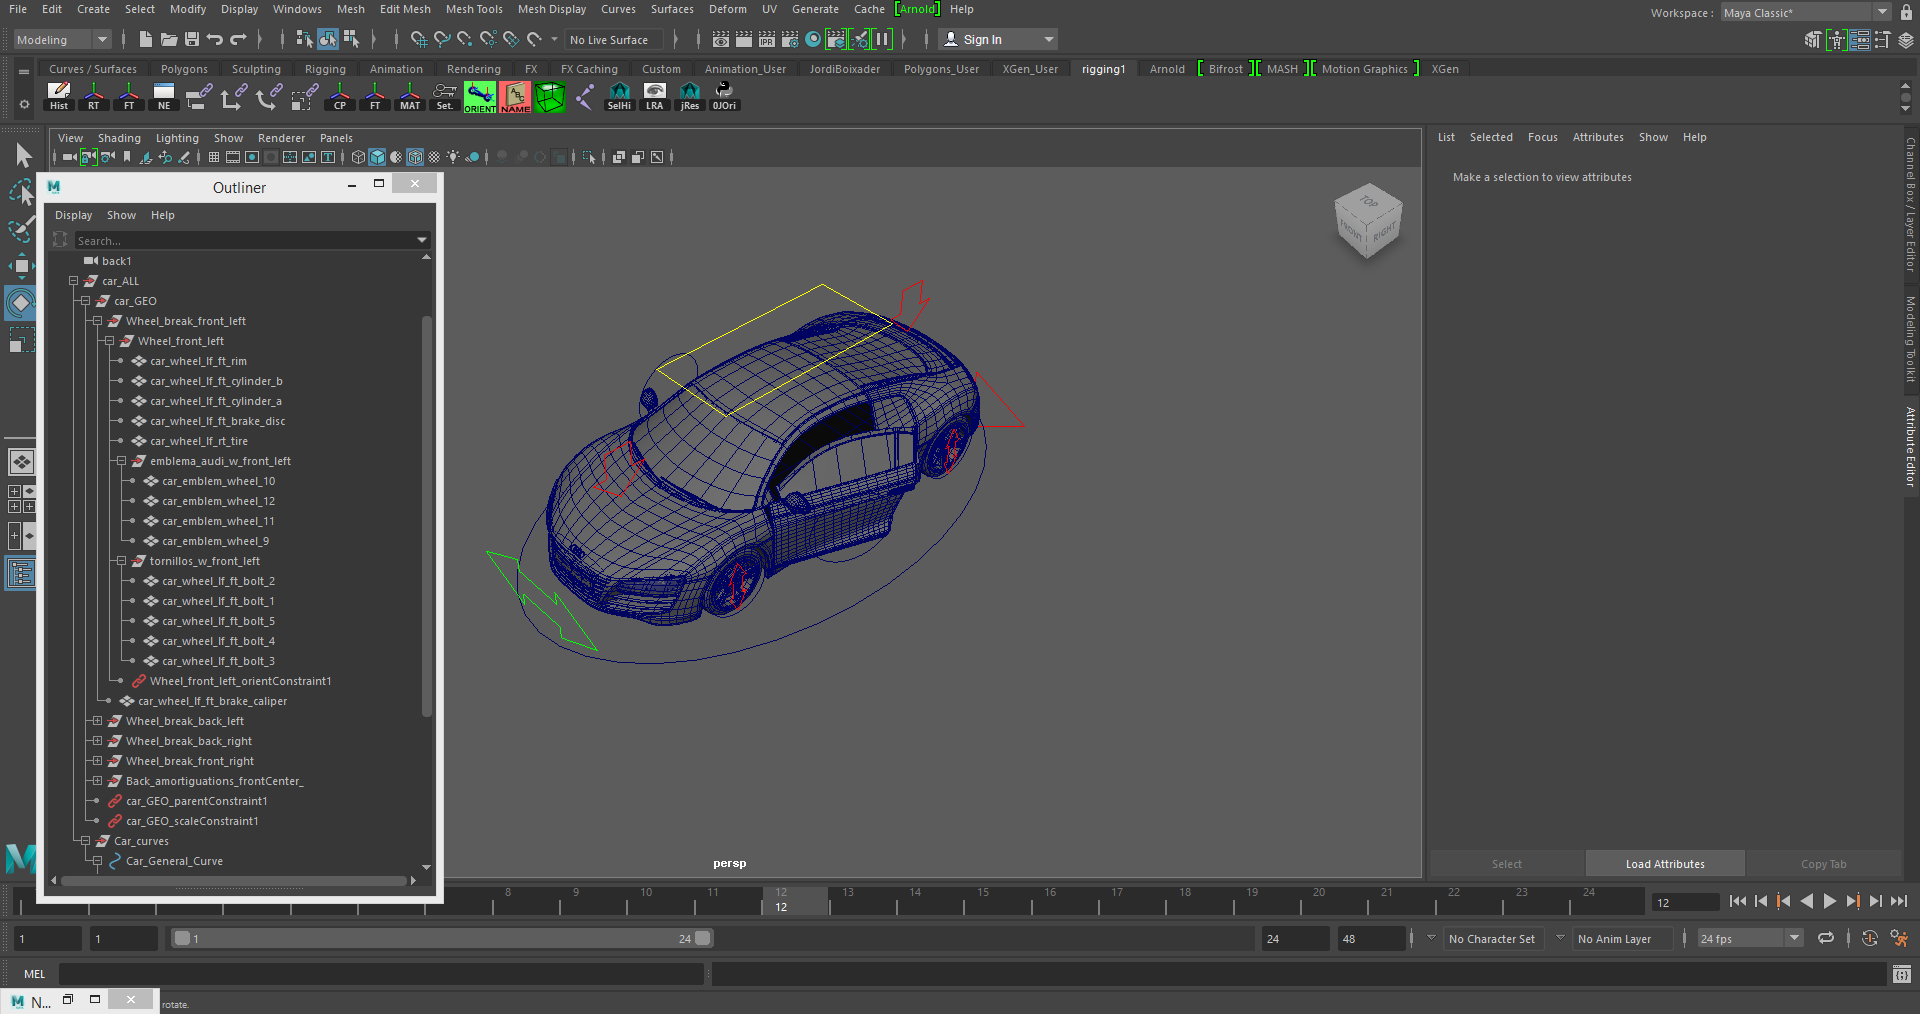 File Edit Create Select Modify Display Windows Mesh Edit Mesh Mesh Tools Mesh Display Curves Surfaces Deform UV Generate Cache [Arnold] Help
Workspace : Maya Classic*
Modeling No Live Surface Sign In
Curves / Surfaces Polygons Sculpting Rigging Animation Rendering FX FX Caching Custom Animation_User JordiBoixader Polygons_User XGen_User rigging1 Arnold Bifrost MASH Motion Graphics XGen
Hist RT FT NE CP FT MAT Set. ORIENT NAME SelHi LRA jRes 0JOri
View Shading Lighting Show Renderer Panels
List Selected Focus Attributes Show Help
Make a selection to view attributes
Outliner
Display Show Help
Search...
back1
car_ALL
car_GEO
Wheel_break_front_left
Wheel_front_left
car_wheel_lf_ft_rim
car_wheel_lf_ft_cylinder_b
car_wheel_lf_ft_cylinder_a
car_wheel_lf_ft_brake_disc
car_wheel_lf_rt_tire
emblema_audi_w_front_left
car_emblem_wheel_10
car_emblem_wheel_12
car_emblem_wheel_11
car_emblem_wheel_9
tornillos_w_front_left
car_wheel_lf_ft_bolt_2
car_wheel_lf_ft_bolt_1
car_wheel_lf_ft_bolt_5
car_wheel_lf_ft_bolt_4
car_wheel_lf_ft_bolt_3
Wheel_front_left_orientConstraint1
car_wheel_lf_ft_brake_caliper
Wheel_break_back_left
Wheel_break_back_right
Wheel_break_front_right
Back_amortiguations_frontCenter_
car_GEO_parentConstraint1
car_GEO_scaleConstraint1
Car_curves
Car_General_Curve
TOP
FRONT RIGHT
persp
Channel Box / Layer Editor
Modeling Toolkit
Attribute Editor
Select Load Attributes Copy Tab
8 9 10 11 12 13 14 15 16 17 18 19 20 21 22 23 24
12
12
1 1 1 24 24 48 No Character Set No Anim Layer 24 fps
MEL
N...
rotate.